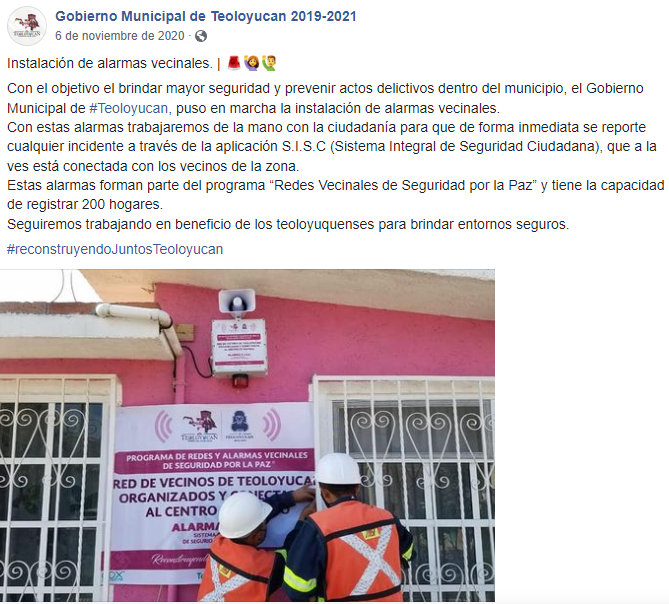 Gobierno Municipal de Teoloyucan 2019-2021
6 de noviembre de 2020 ·
Instalación de alarmas vecinales. |
Con el objetivo el brindar mayor seguridad y prevenir actos delictivos dentro del municipio, el Gobierno
Municipal de #Teoloyucan, puso en marcha la instalación de alarmas vecinales.
Con estas alarmas trabajaremos de la mano con la ciudadanía para que de forma inmediata se reporte
cualquier incidente a través de la aplicación S.I.S.C (Sistema Integral de Seguridad Ciudadana), que a la
ves está conectada con los vecinos de la zona.
Estas alarmas forman parte del programa “Redes Vecinales de Seguridad por la Paz” y tiene la capacidad
de registrar 200 hogares.
Seguiremos trabajando en beneficio de los teoloyuquenses para brindar entornos seguros.
#reconstruyendoJuntosTeoloyucan
TEOLOYUCAN
PROGRAMA DE REDES Y ALARMAS VECINALES
DE SEGURIDAD POR LA PAZ
RED DE VECINOS DE TEOLOYUCA
ORGANIZADOS Y
AL CENTRO
ALARMA
SISTEMA
DE SEGURID